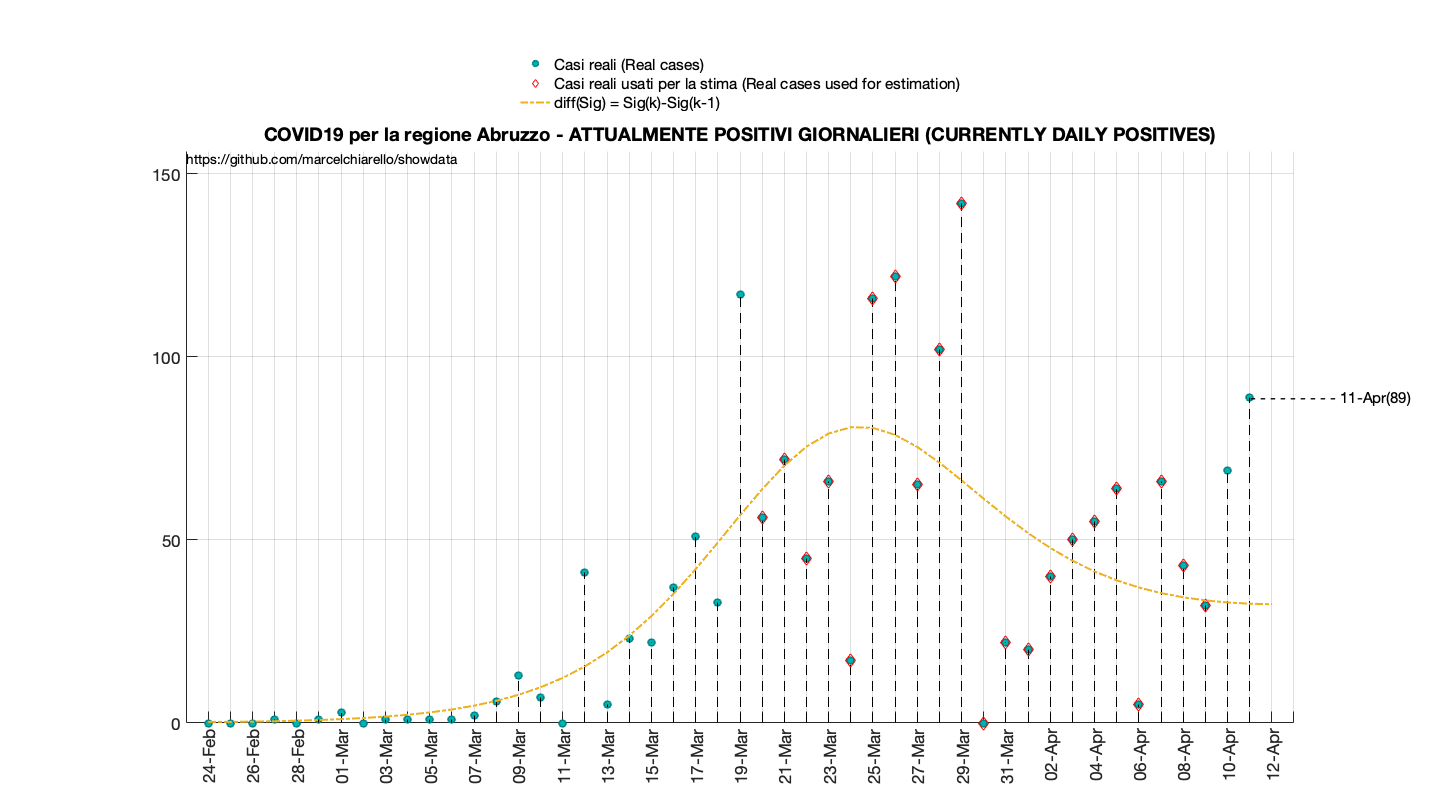 Casi reali (Real cases)
Casi reali usati per la stima (Real cases used for estimation)
diff(Sig) = Sig(k)-Sig(k-1)
COVID19 per la regione Abruzzo - ATTUALMENTE POSITIVI GIORNALIERI (CURRENTLY DAILY POSITIVES)
https://github.com/marcelchiarello/showdata
150
100
50
0
11-Apr(89)
24-Feb
26-Feb
28-Feb
01-Mar
03-Mar
05-Mar
07-Mar
09-Mar
11-Mar
13-Mar
15-Mar
17-Mar
19-Mar
21-Mar
23-Mar
25-Mar
27-Mar
29-Mar
31-Mar
02-Apr
04-Apr
06-Apr
08-Apr
10-Apr
12-Apr